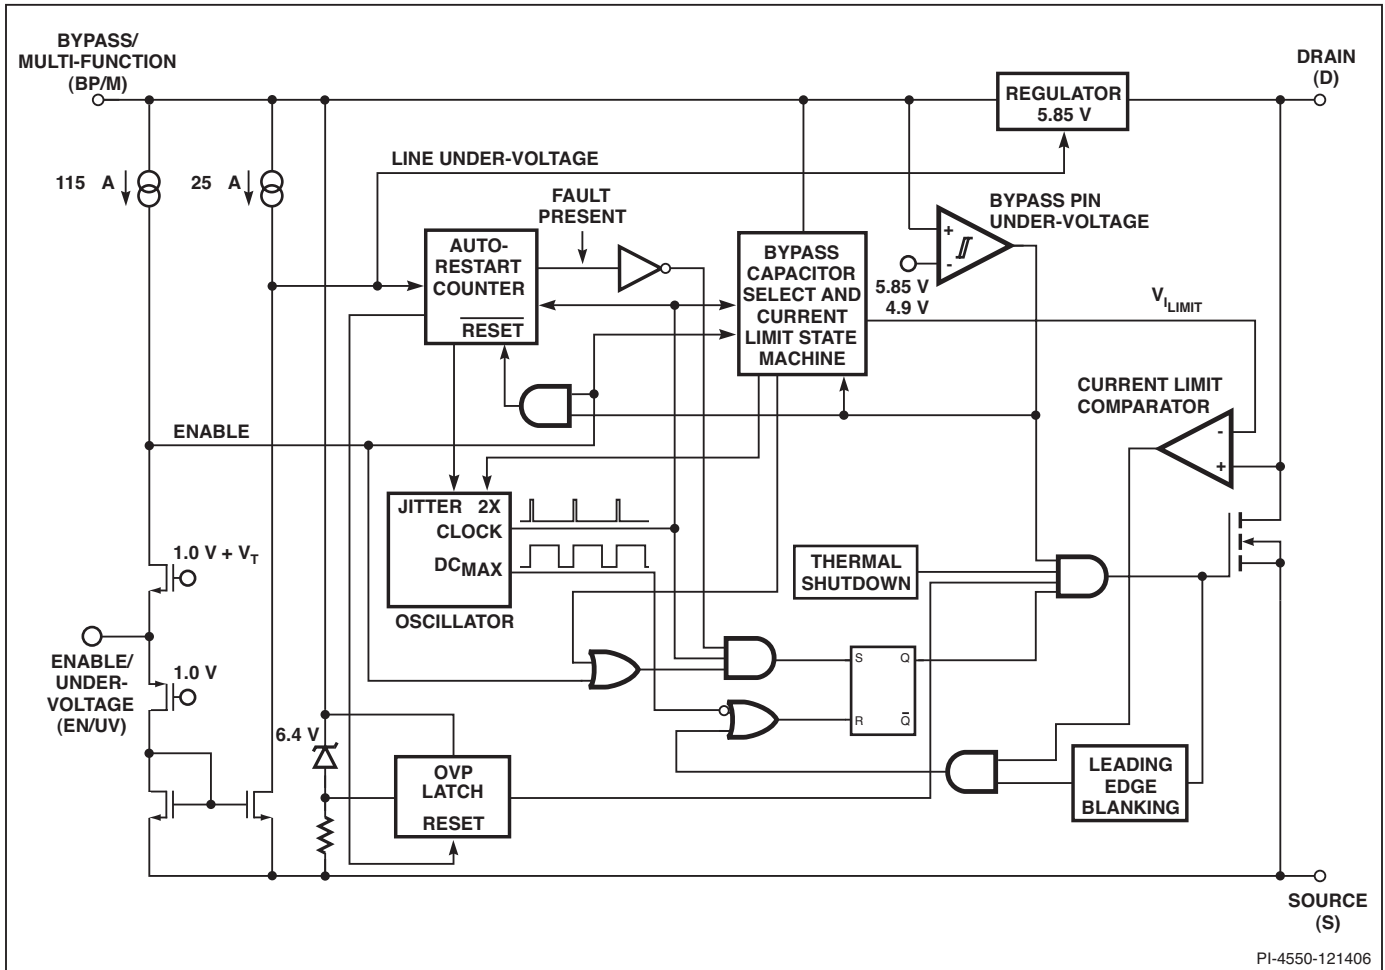 BYPASS/
MULTI-FUNCTION
(BP/M)
DRAIN
(D)
REGULATOR
5.85 V
LINE UNDER-VOLTAGE
115 A
25 A
FAULT
PRESENT
BYPASS PIN
UNDER-VOLTAGE
+
-
5.85 V
4.9 V
AUTO-
RESTART
COUNTER
RESET
BYPASS
CAPACITOR
SELECT AND
CURRENT
LIMIT STATE
MACHINE
VILIMIT
CURRENT LIMIT
COMPARATOR
-
+
ENABLE
JITTER 2X
CLOCK
DCMAX
OSCILLATOR
1.0 V + VT
THERMAL
SHUTDOWN
ENABLE/
UNDER-
VOLTAGE
(EN/UV)
1.0 V
S Q
R Q̅
6.4 V
OVP
LATCH
RESET
LEADING
EDGE
BLANKING
SOURCE
(S)
PI-4550-121406